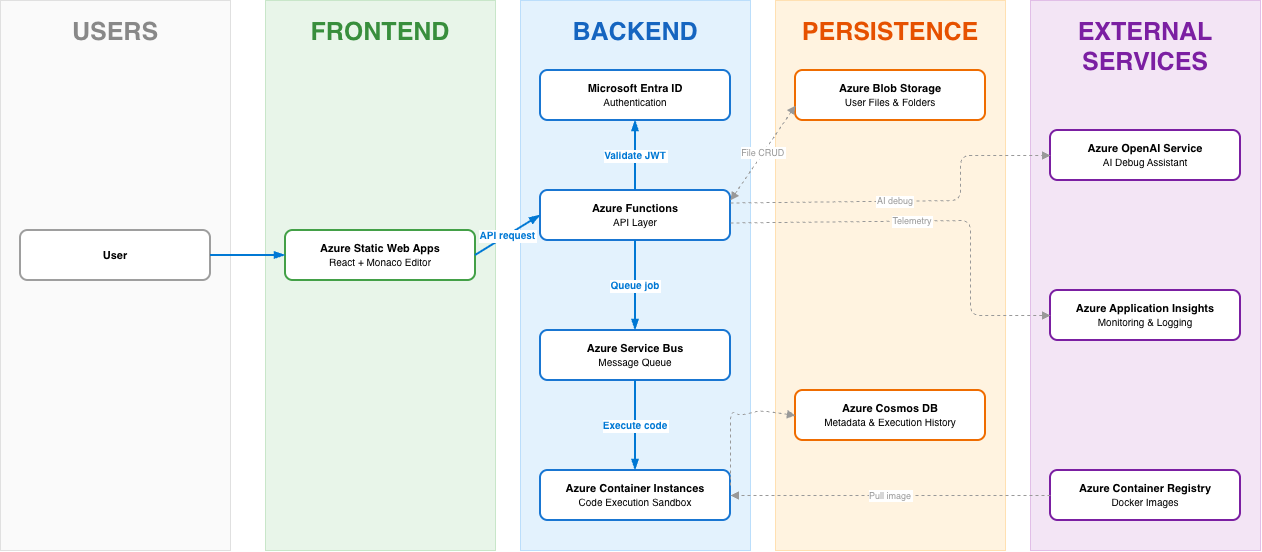 USERS
FRONTEND
BACKEND
PERSISTENCE
EXTERNAL
SERVICES
Microsoft Entra ID
Authentication
Azure Blob Storage
User Files & Folders
Azure OpenAI Service
AI Debug Assistant
Validate JWT
File CRUD
Azure Functions
API Layer
AI debug
Telemetry
User
Azure Static Web Apps
React + Monaco Editor
API request
Queue job
Azure Application Insights
Monitoring & Logging
Azure Service Bus
Message Queue
Azure Cosmos DB
Metadata & Execution History
Execute code
Azure Container Instances
Code Execution Sandbox
Pull image
Azure Container Registry
Docker Images